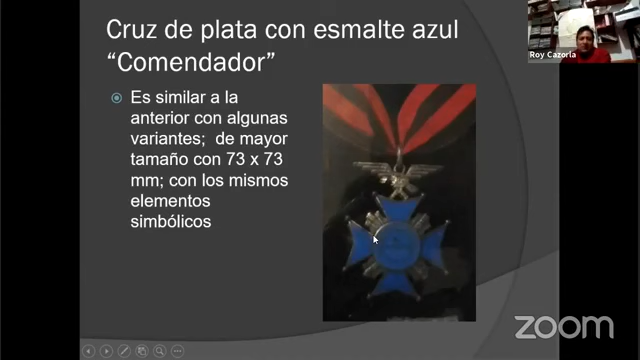 Cruz de plata con esmalte azul
“Comendador”
Es similar a la
anterior con algunas
variantes; de mayor
tamaño con 73 x 73
mm; con los mismos
elementos
simbólicos
Roy Cazorla
zoom